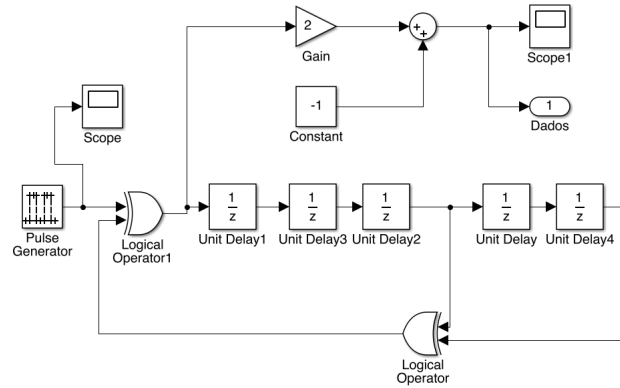 2
Gain
Scope1
-1
Constant
1
Dados
Scope
Pulse
Generator
Logical
Operator1
1
z
Unit Delay1
1
z
Unit Delay3
1
z
Unit Delay2
1
z
Unit Delay
1
z
Unit Delay4
Logical
Operator